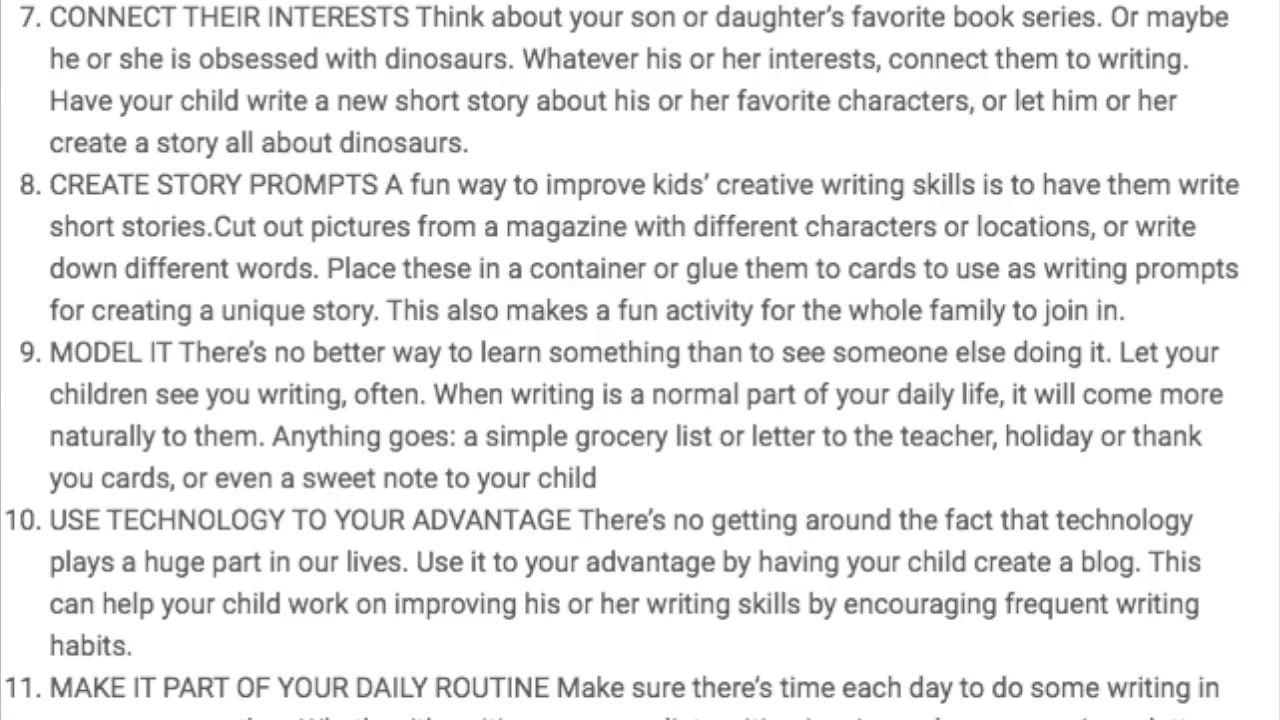 7. CONNECT THEIR INTERESTS Think about your son or daughter’s favorite book series. Or maybe
he or she is obsessed with dinosaurs. Whatever his or her interests, connect them to writing.
Have your child write a new short story about his or her favorite characters, or let him or her
create a story all about dinosaurs.
8. CREATE STORY PROMPTS A fun way to improve kids’ creative writing skills is to have them write
short stories.Cut out pictures from a magazine with different characters or locations, or write
down different words. Place these in a container or glue them to cards to use as writing prompts
for creating a unique story. This also makes a fun activity for the whole family to join in.
9. MODEL IT There’s no better way to learn something than to see someone else doing it. Let your
children see you writing, often. When writing is a normal part of your daily life, it will come more
naturally to them. Anything goes: a simple grocery list or letter to the teacher, holiday or thank
you cards, or even a sweet note to your child
10. USE TECHNOLOGY TO YOUR ADVANTAGE There’s no getting around the fact that technology
plays a huge part in our lives. Use it to your advantage by having your child create a blog. This
can help your child work on improving his or her writing skills by encouraging frequent writing
habits.
11. MAKE IT PART OF YOUR DAILY ROUTINE Make sure there’s time each day to do some writing in